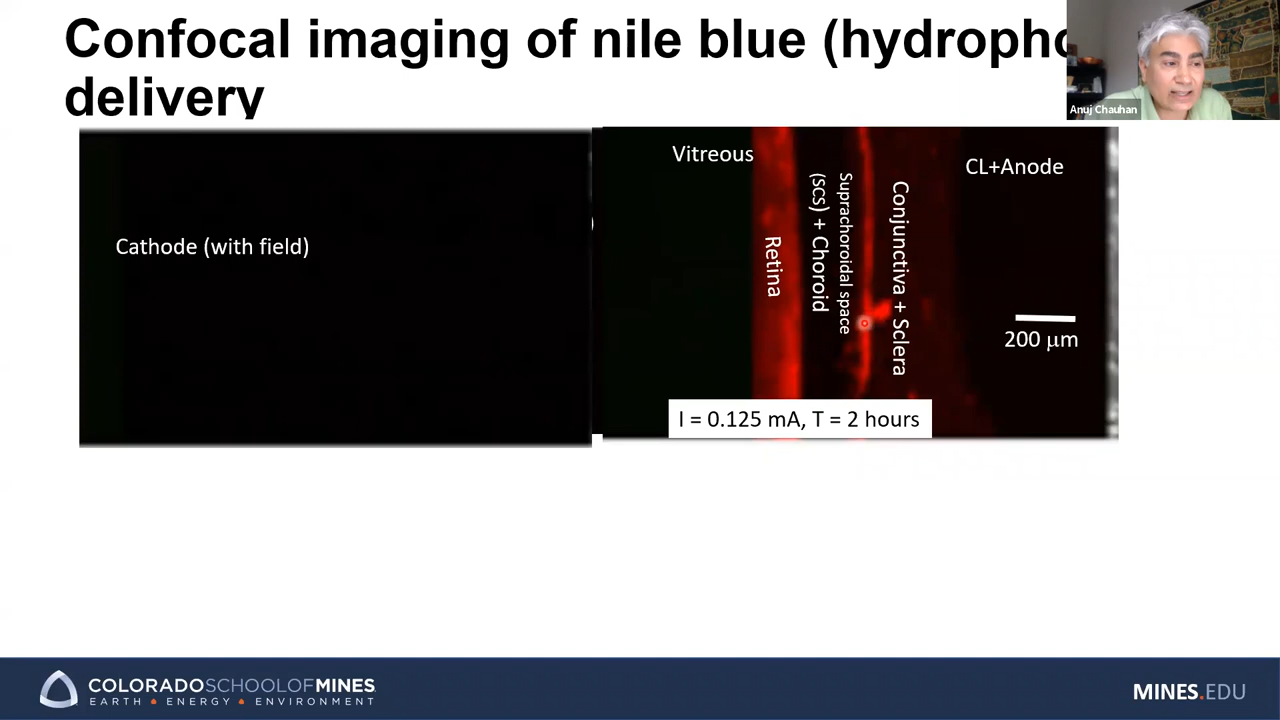 Confocal imaging of nile blue
delivery
Anuj Chauhan
Cathode (with field)
Vitreous
Retina
Suprachoroidal space
(SCS) + Choroid
Conjunctiva + Sclera
CL+Anode
200 μm
I = 0.125 mA, T = 2 hours
COLORADOSCHOOLOFMINES
EARTH • ENERGY • ENVIRONMENT
MINES.EDU